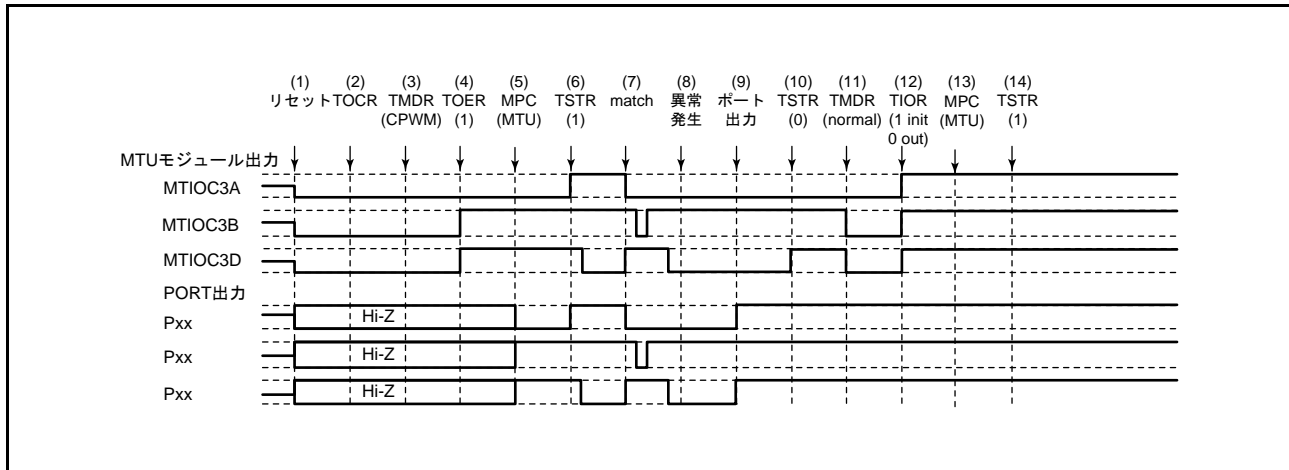 (1) (2) (3) (4) (5) (6) (7) (8) (9) (10) (11) (12) (13) (14)
リセット TOCR TMDR TOER MPC TSTR match 異常 ポート TSTR TMDR TIOR MPC TSTR
(CPWM) (1) (MTU) (1) 発生 出力 (0) (normal) (1 init (MTU) (1)
0 out)
MTUモジュール出力
MTIOC3A
MTIOC3B
MTIOC3D
PORT出力
Pxx Hi-Z
Pxx Hi-Z
Pxx Hi-Z